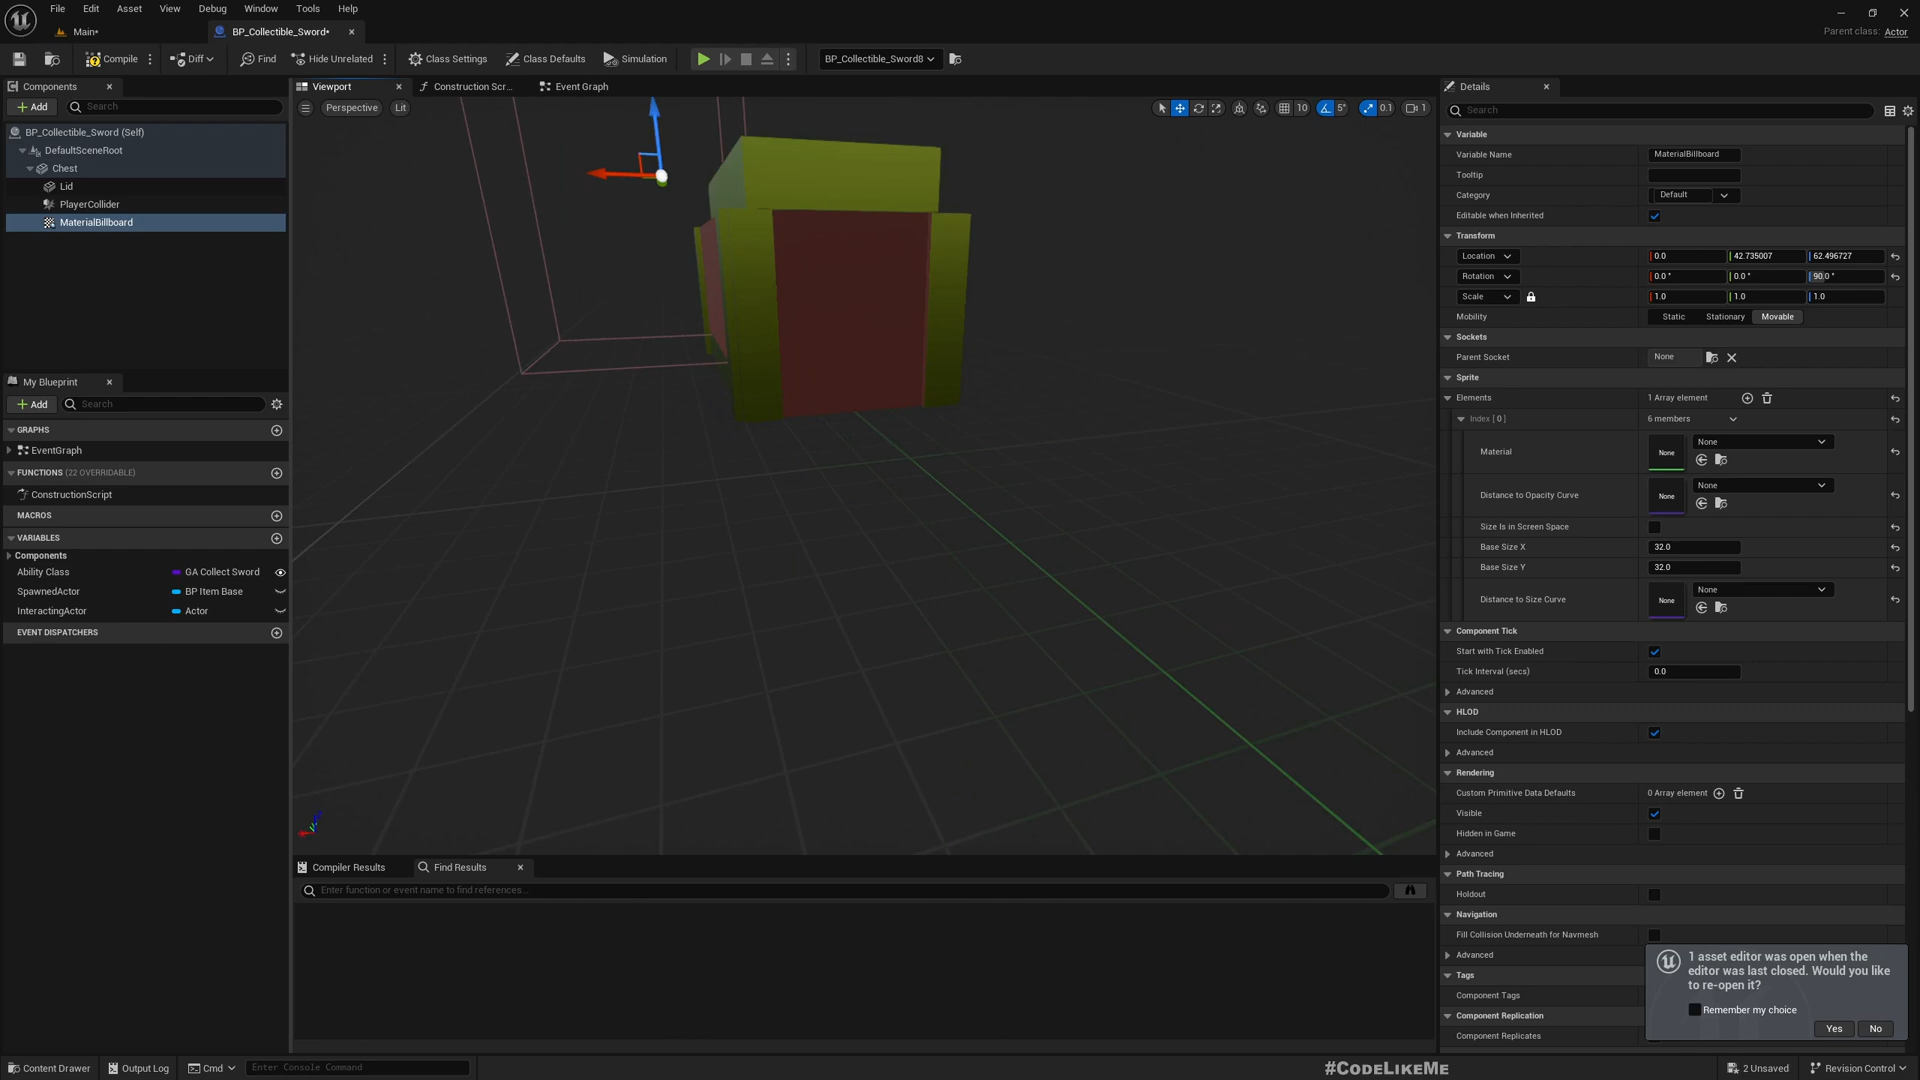 File Edit Asset View Debug Window Tools Help
Main*
BP_Collectible_Sword*
Parent class: Actor
Compile
Diff
Find
Hide Unrelated
Class Settings
Class Defaults
Simulation
BP_Collectible_Sword8
Components
Add
Search
BP_Collectible_Sword (Self)
DefaultSceneRoot
Chest
Lid
PlayerCollider
MaterialBillboard
My Blueprint
Add
Search
GRAPHS
EventGraph
FUNCTIONS (22 OVERRIDABLE)
ConstructionScript
MACROS
VARIABLES
Components
Ability Class GA Collect Sword
SpawnedActor BP Item Base
InteractingActor Actor
EVENT DISPATCHERS
Viewport
Construction Scr...
Event Graph
Perspective
Lit
10
5°
0.1
1
Compiler Results
Find Results
Enter function or event name to find references...
Details
Search
Variable
Variable Name MaterialBillboard
Tooltip
Category Default
Editable when Inherited
Transform
Location 0.0 42.735007 62.496727
Rotation 0.0 ° 0.0 ° 90.0 °
Scale 1.0 1.0 1.0
Mobility Static Stationary Movable
Sockets
Parent Socket None
Sprite
Elements 1 Array element
Index [ 0 ] 6 members
Material None None
Distance to Opacity Curve None None
Size Is in Screen Space
Base Size X 32.0
Base Size Y 32.0
Distance to Size Curve None None
Component Tick
Start with Tick Enabled
Tick Interval (secs) 0.0
Advanced
HLOD
Include Component in HLOD
Advanced
Rendering
Custom Primitive Data Defaults 0 Array element
Visible
Hidden in Game
Advanced
Path Tracing
Holdout
Navigation
Fill Collision Underneath for Navmesh
Advanced
Tags
Component Tags
Component Replication
Component Replicates
1 asset editor was open when the
editor was last closed. Would you like
to re-open it?
Remember my choice
Yes No
Content Drawer
Output Log
Cmd
Enter Console Command
#CodeLikeMe
2 Unsaved
Revision Control